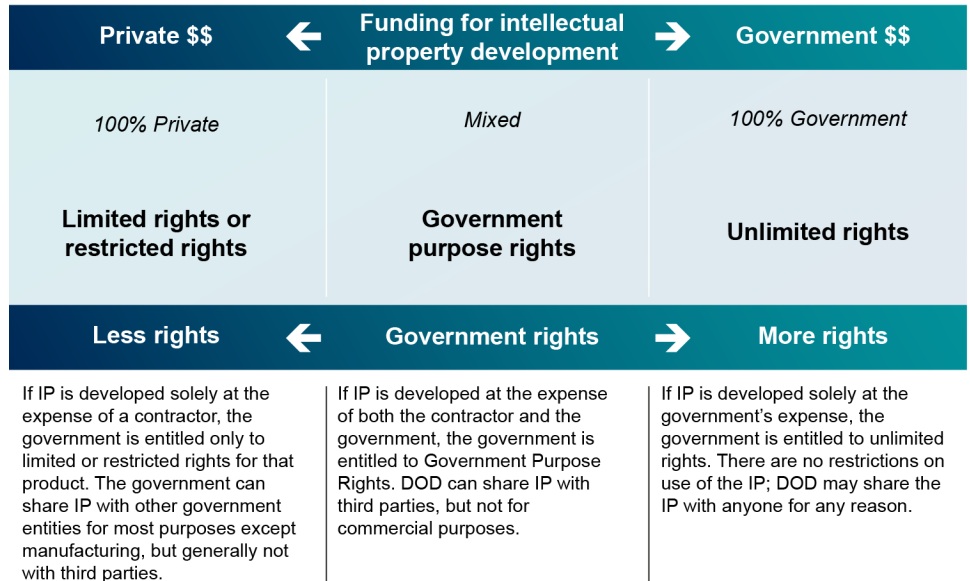 Private $$
Funding for intellectual
property development
Government $$
100% Private
Mixed
100% Government
Limited rights or
restricted rights
Government
purpose rights
Unlimited rights
Less rights
Government rights
More rights
If IP is developed solely at the
expense of a contractor, the
government is entitled only to
limited or restricted rights for that
product. The government can
share IP with other government
entities for most purposes except
manufacturing, but generally not
with third parties.
If IP is developed at the expense
of both the contractor and the
government, the government is
entitled to Government Purpose
Rights. DOD can share IP with
third parties, but not for
commercial purposes.
If IP is developed solely at the
government’s expense, the
government is entitled to unlimited
rights. There are no restrictions on
use of the IP; DOD may share the
IP with anyone for any reason.